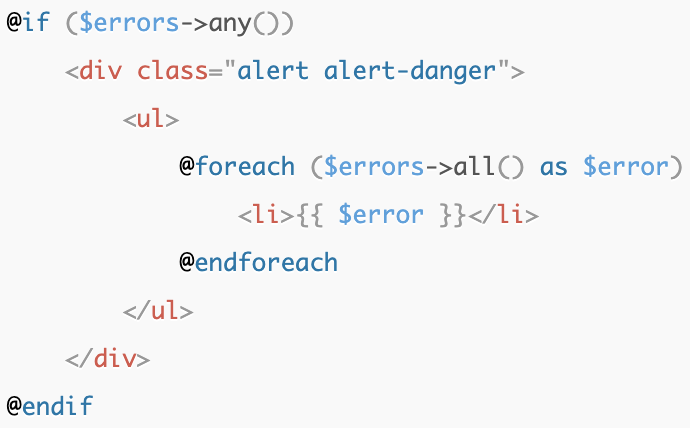 @if ($errors->any())
    <div class="alert alert-danger">
        <ul>
            @foreach ($errors->all() as $error)
                <li>{{ $error }}</li>
            @endforeach
        </ul>
    </div>
@endif